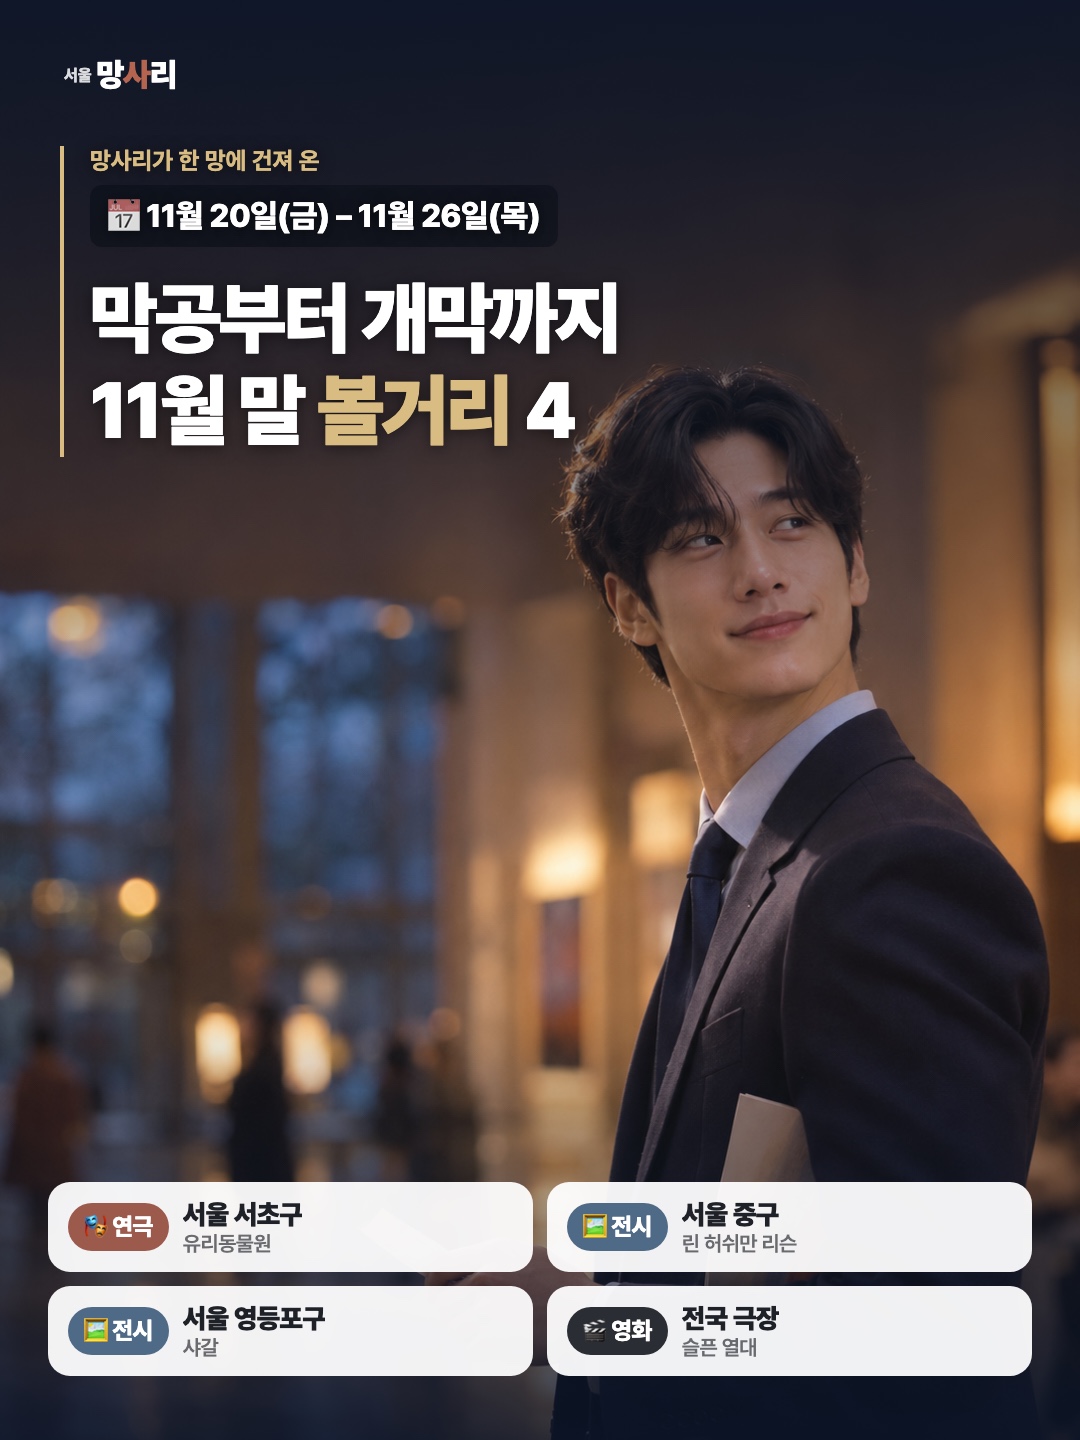 서울 망사리
망사리가 한 망에 건져 온
JUL 17 11월 20일(금) – 11월 26일(목)
막공부터 개막까지
11월 말 볼거리 4
연극
서울 서초구
유리동물원
전시
서울 중구
린 허쉬만 리슨
전시
서울 영등포구
샤갈
영화
전국 극장
슬픈 열대